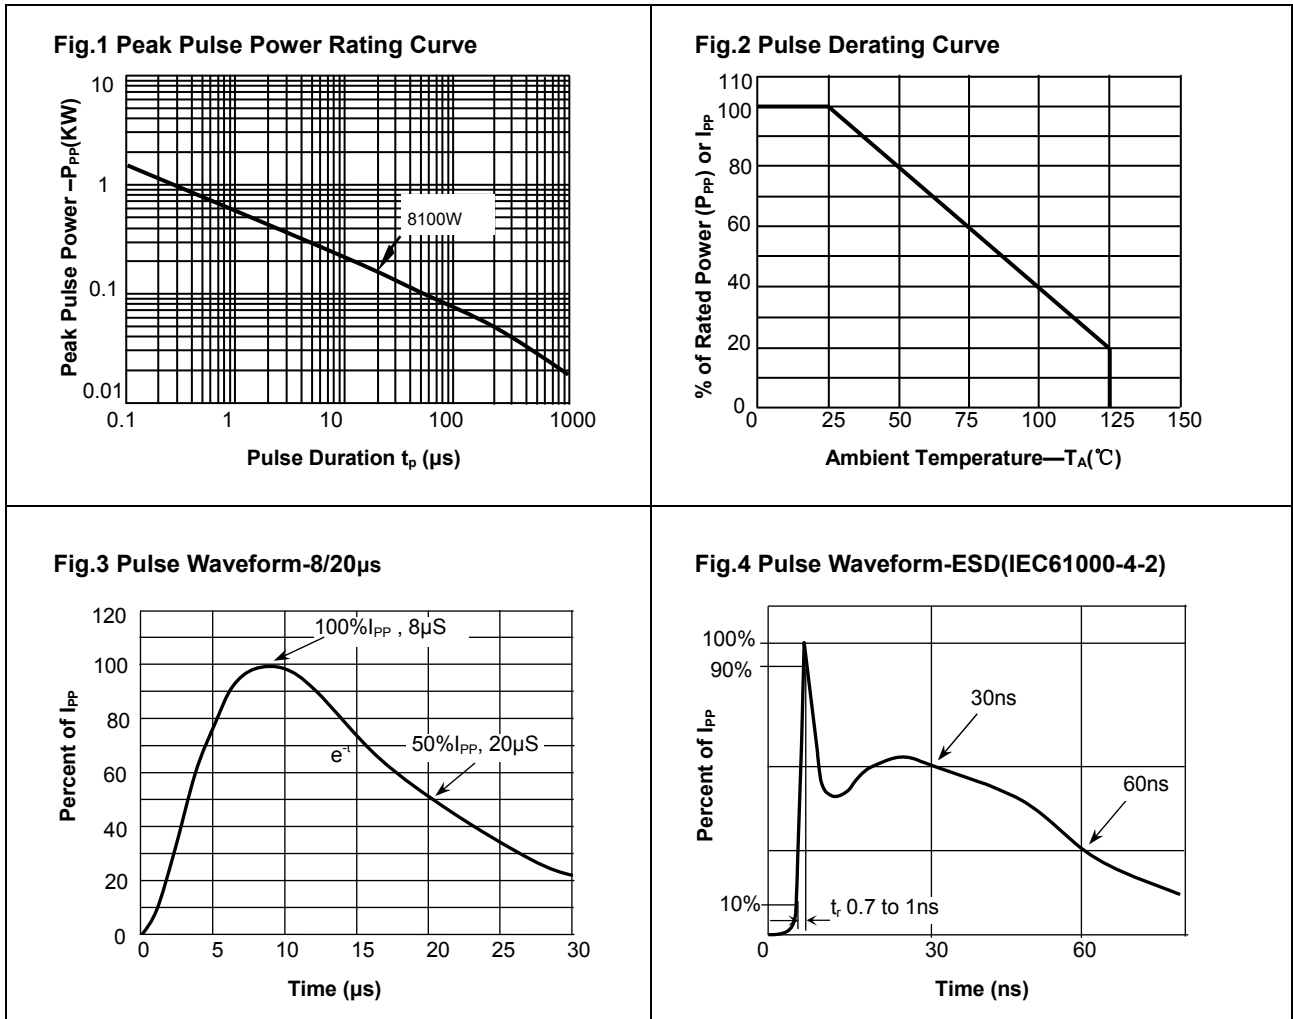 Fig.1 Peak Pulse Power Rating Curve
Peak Pulse Power –PPP(KW)
10
1
0.1
0.01
8100W
0.1 1 10 100 1000
Pulse Duration tp (µs)
Fig.2 Pulse Derating Curve
% of Rated Power (PPP) or IPP
110
100
80
60
40
20
0
25 50 75 100 125 150
Ambient Temperature—TA(℃)
Fig.3 Pulse Waveform-8/20µs
Percent of IPP
120
100
80
60
40
20
0
100%IPP , 8µS
e-t
50%IPP, 20µS
0 5 10 15 20 25 30
Time (µs)
Fig.4 Pulse Waveform-ESD(IEC61000-4-2)
Percent of IPP
100%
90%
10%
30ns
60ns
tr 0.7 to 1ns
0 30 60
Time (ns)